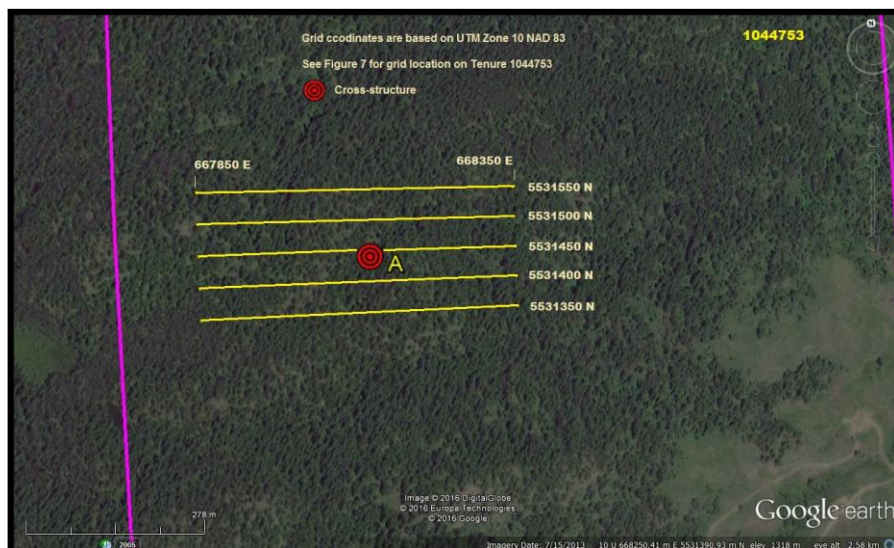 Grid ccodinates are based on UTM Zone 10 NAD 83
1044753
See Figure 7 for grid location on Tenure 1044753
Cross-structure
N
667850 E
668350 E
5531550 N
5531500 N
5531450 N
A
5531400 N
5531350 N
278 m
Image © 2016 DigitalGlobe
© 2016 Europa Technologies
© 2016 Google
Google earth
2005
Imagery Date: 7/15/2013 10 U 668250.41 m E 5531390.93 m N elev 1318 m eye alt 2.58 km